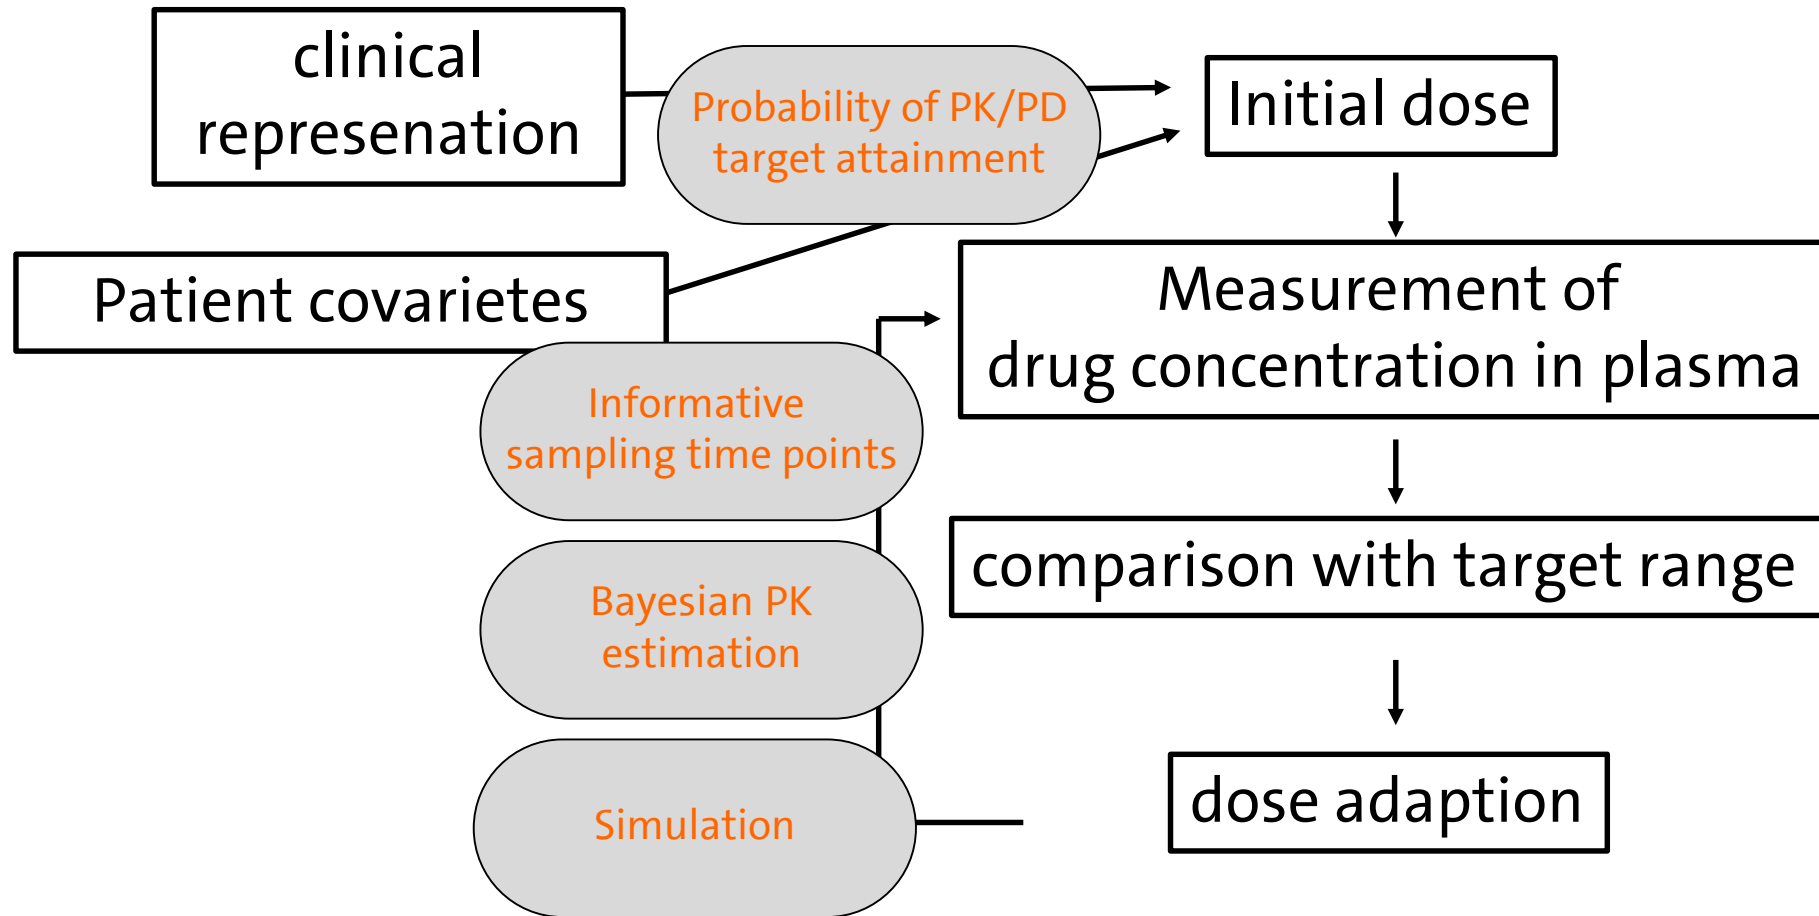 clinical
represenation
Probability of PK/PD
target attainment
Initial dose
Patient covarietes
Measurement of
drug concentration in plasma
Informative
sampling time points
comparison with target range
Bayesian PK
estimation
Simulation
dose adaption